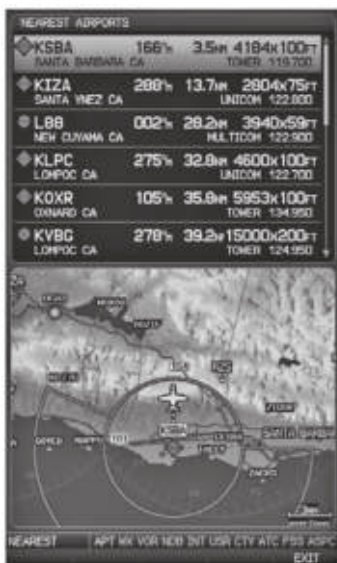 NEAREST AIRPORTS
KSBA 166°M 3.5NM 4184x100FT
SANTA BARBARA CA TOWER 119.700
KIZA 288°M 13.7NM 2804x75FT
SANTA YNEZ CA UNICOM 122.800
L88 002°M 28.2NM 3940x59FT
NEW CUYAMA CA MULTICOM 122.900
KLPC 275°M 32.8NM 4600x100FT
LOMPOC CA UNICOM 122.700
KOXR 105°M 35.8NM 5953x100FT
OXNARD CA TOWER 134.950
KVBG 278°M 39.2NM 15000x200FT
LOMPOC CA TOWER 124.950
KSBA
101
SANTA BARBAR
NEAREST APT WX VOR NDB INT USR CTY ATC FSS ASPC
EXIT